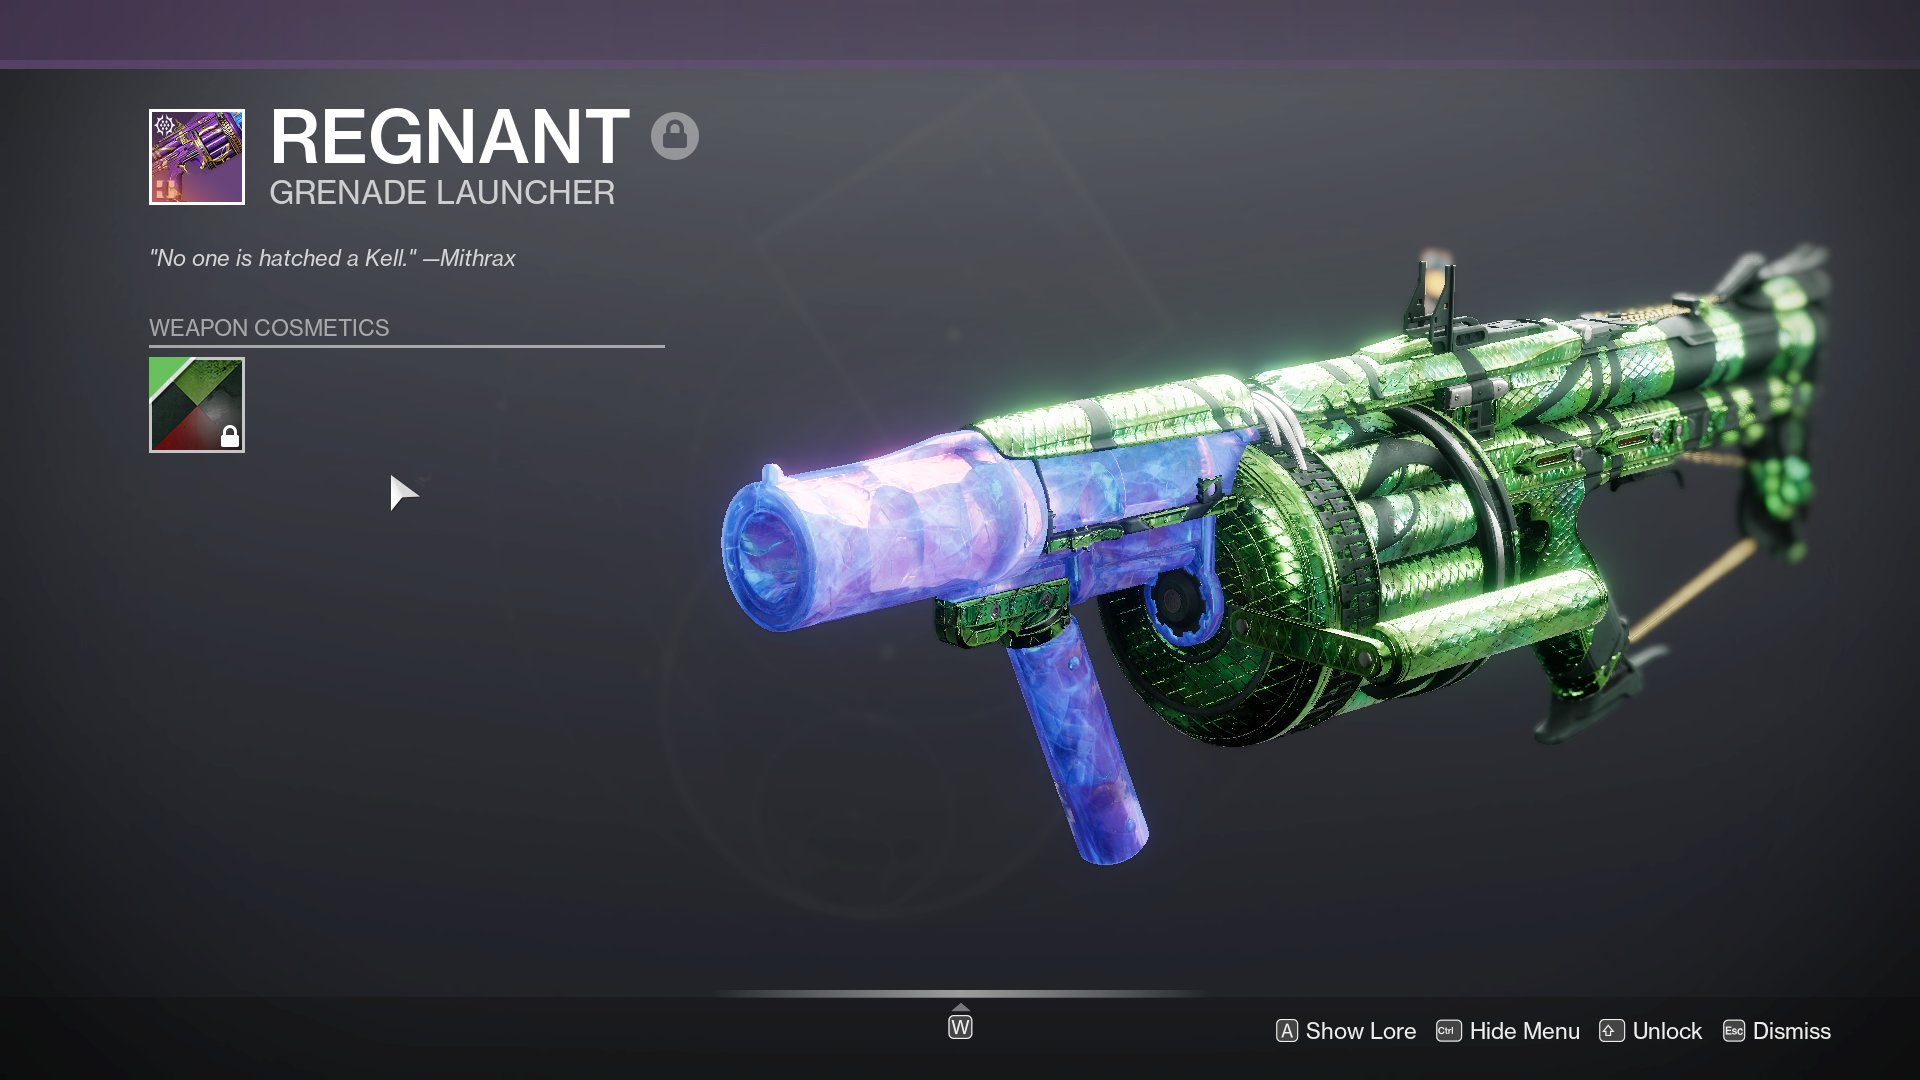 REGNANT
GRENADE LAUNCHER
"No one is hatched a Kell." —Mithrax
WEAPON COSMETICS
W
A Show Lore Ctrl Hide Menu Unlock Esc Dismiss